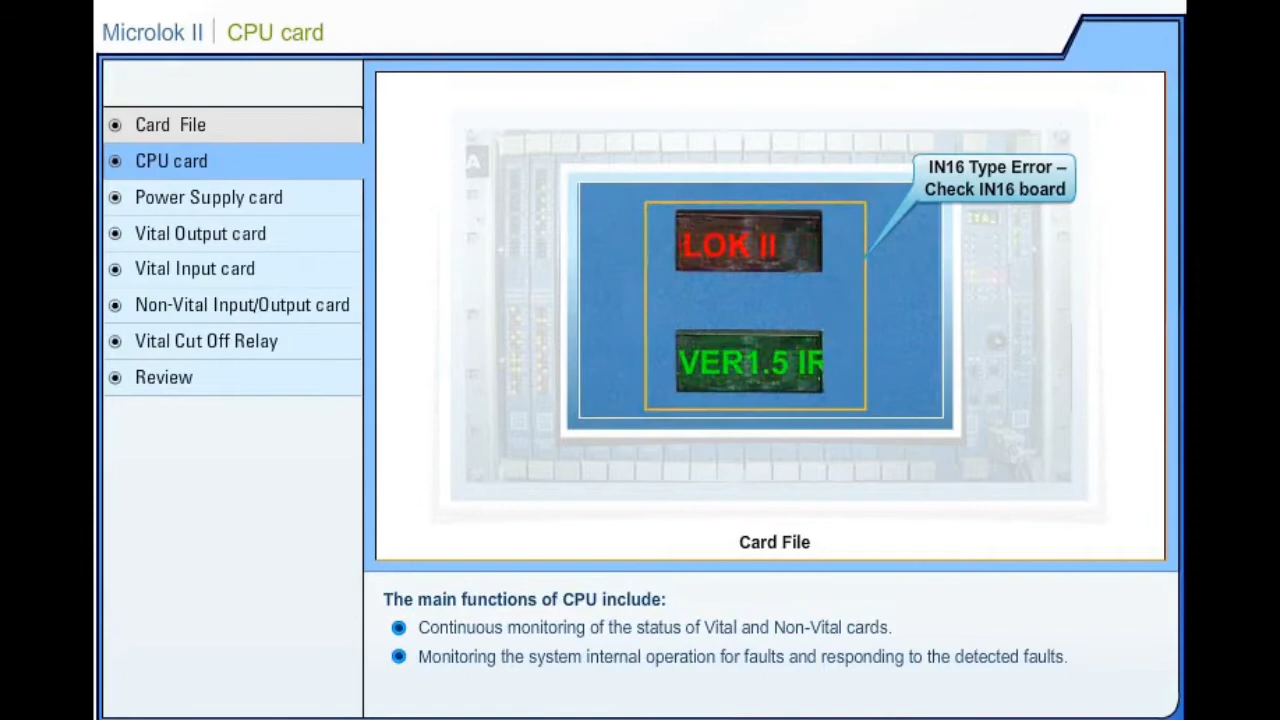 Microlok II | CPU card
Card File
CPU card
Power Supply card
Vital Output card
Vital Input card
Non-Vital Input/Output card
Vital Cut Off Relay
Review
A
IN16 Type Error –
Check IN16 board
LOK II
VER1.5 IR
Card File
The main functions of CPU include:
Continuous monitoring of the status of Vital and Non-Vital cards.
Monitoring the system internal operation for faults and responding to the detected faults.